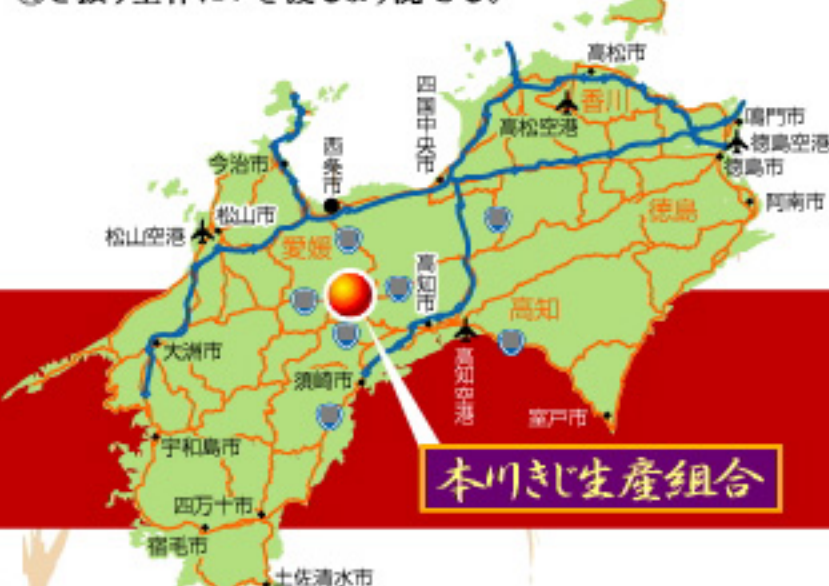 高松市
四国中央市
香川
高松空港
鳴門市
徳島空港
徳島市
西条市
今治市
阿南市
徳島
松山市
松山空港
愛媛
高知市
高知
大洲市
高知空港
須崎市
室戸市
宇和島市
本川きじ生産組合
四万十市
宿毛市
土佐清水市